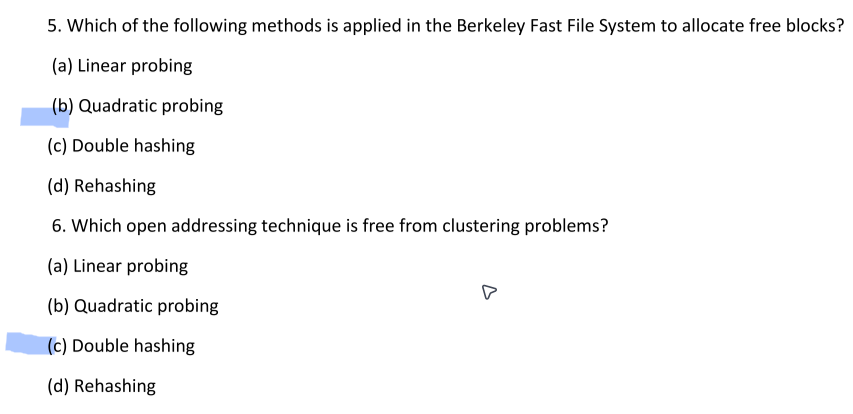 5. Which of the following methods is applied in the Berkeley Fast File System to allocate free blocks?
(a) Linear probing
(b) Quadratic probing
(c) Double hashing
(d) Rehashing
6. Which open addressing technique is free from clustering problems?
(a) Linear probing
(b) Quadratic probing
(c) Double hashing
(d) Rehashing